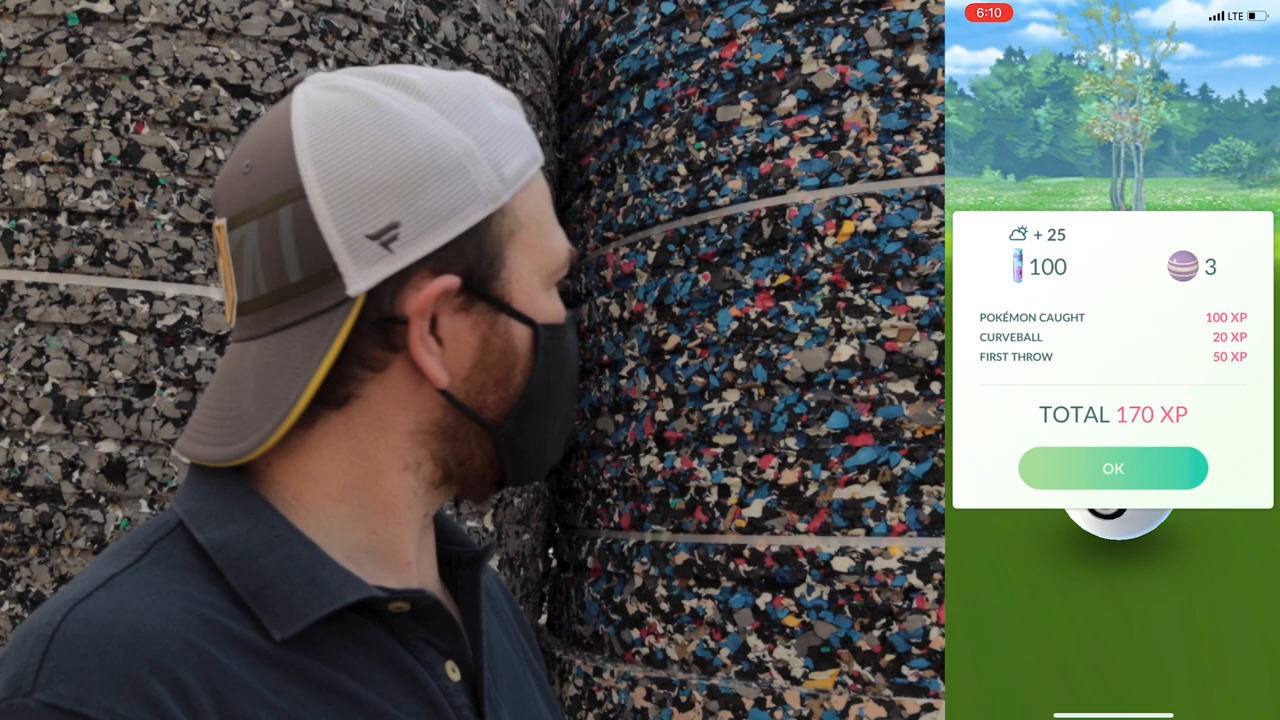 6:10
LTE
+ 25
100
3
POKÉMON CAUGHT 100 XP
CURVEBALL 20 XP
FIRST THROW 50 XP
TOTAL 170 XP
OK